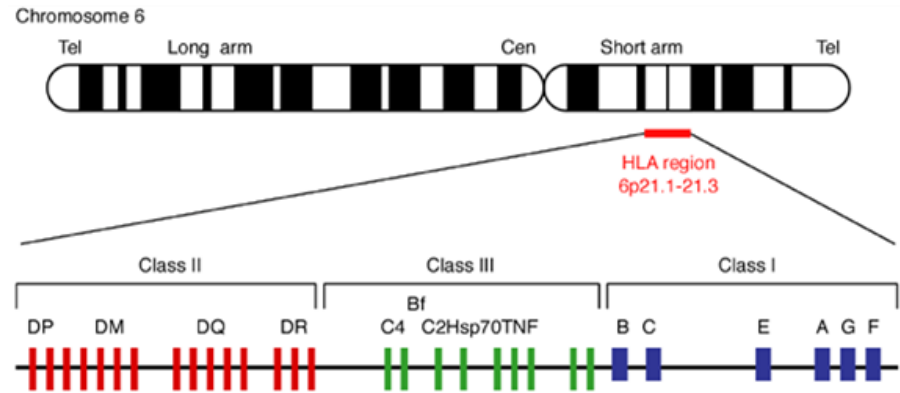 Chromosome 6
Tel Long arm Cen Short arm Tel
HLA region
6p21.1-21.3
Class II Class III Class I
Bf
DP DM DQ DR C4 C2Hsp70TNF B C E A G F